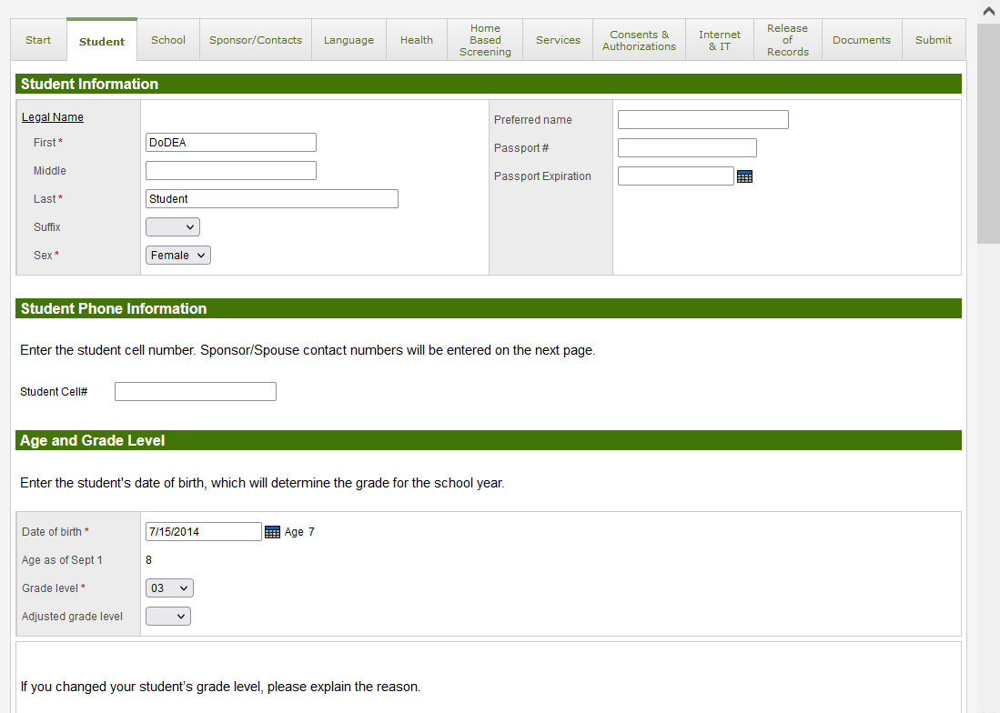 Start
Student
School
Sponsor/Contacts
Language
Health
Home
Based
Screening
Services
Consents &
Authorizations
Internet
& IT
Release
of
Records
Documents
Submit
Student Information
Legal Name
First * DoDEA
Middle
Last * Student
Suffix
Sex * Female
Preferred name
Passport #
Passport Expiration
Student Phone Information
Enter the student cell number. Sponsor/Spouse contact numbers will be entered on the next page.
Student Cell#
Age and Grade Level
Enter the student's date of birth, which will determine the grade for the school year.
Date of birth * 7/15/2014 Age 7
Age as of Sept 1 8
Grade level * 03
Adjusted grade level
If you changed your student’s grade level, please explain the reason.